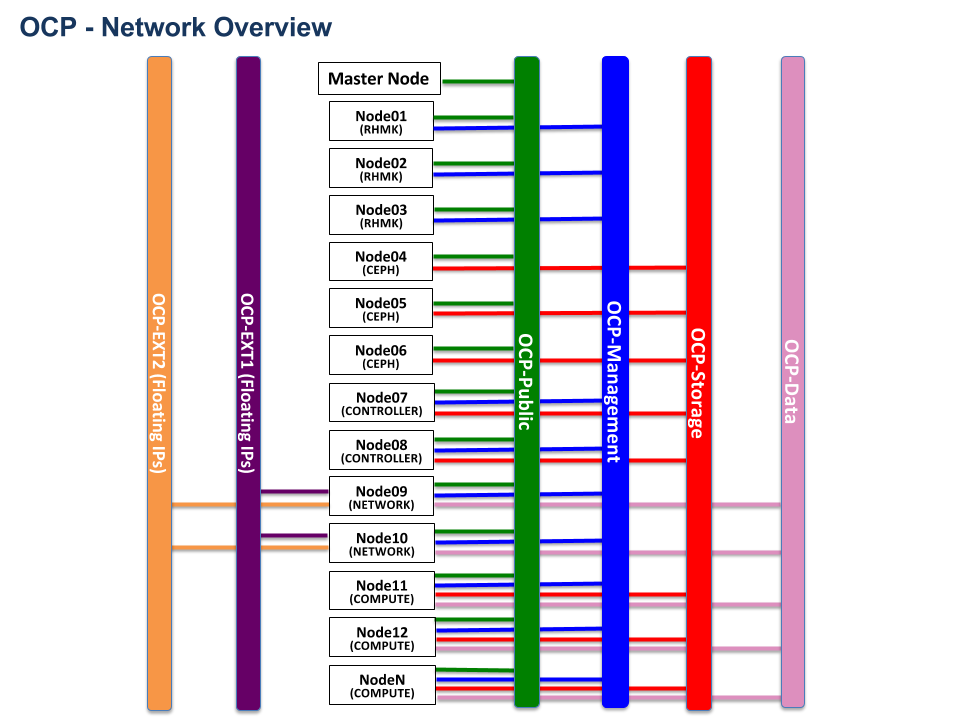 OCP - Network Overview
Master Node
Node01
(RHMK)
Node02
(RHMK)
Node03
(RHMK)
Node04
(CEPH)
Node05
(CEPH)
Node06
(CEPH)
Node07
(CONTROLLER)
Node08
(CONTROLLER)
Node09
(NETWORK)
Node10
(NETWORK)
Node11
(COMPUTE)
Node12
(COMPUTE)
NodeN
(COMPUTE)
OCP-EXT2 (Floating IPs)
OCP-EXT1 (Floating IPs)
OCP-Public
OCP-Management
OCP-Storage
OCP-Data